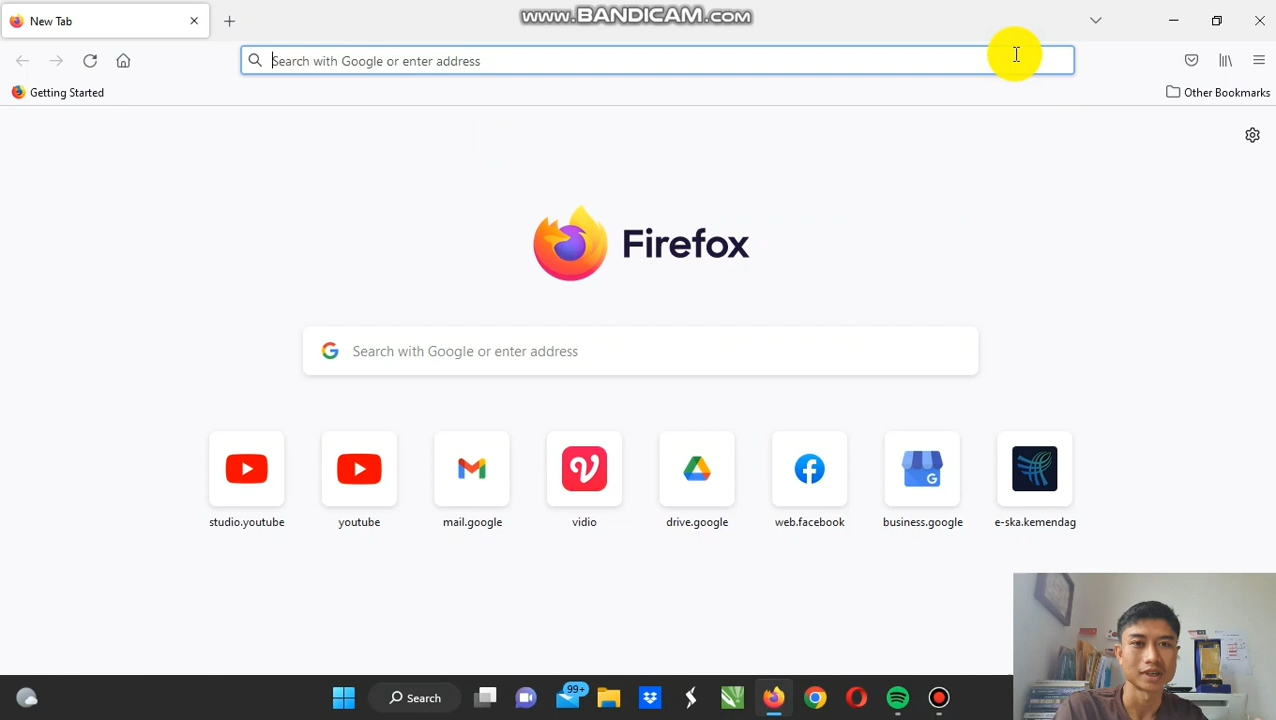 New Tab
www.BANDICAM.com
Search with Google or enter address
Getting Started
Other Bookmarks
Firefox
Search with Google or enter address
studio.youtube
youtube
mail.google
vidio
drive.google
web.facebook
business.google
e-ska.kemendag
Search
99+